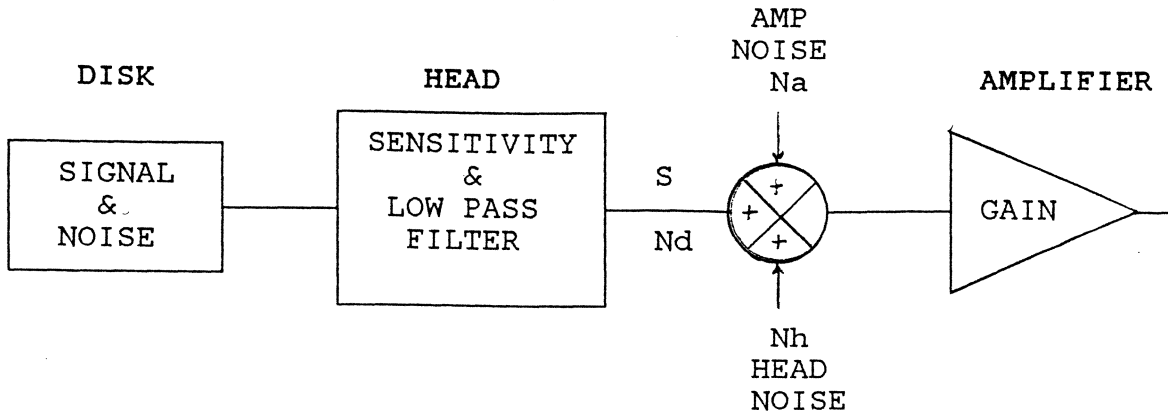 DISK
SIGNAL
&
NOISE
HEAD
SENSITIVITY
&
LOW PASS
FILTER
S
Nd
AMP
NOISE
Na
+
+
+
Nh
HEAD
NOISE
AMPLIFIER
GAIN